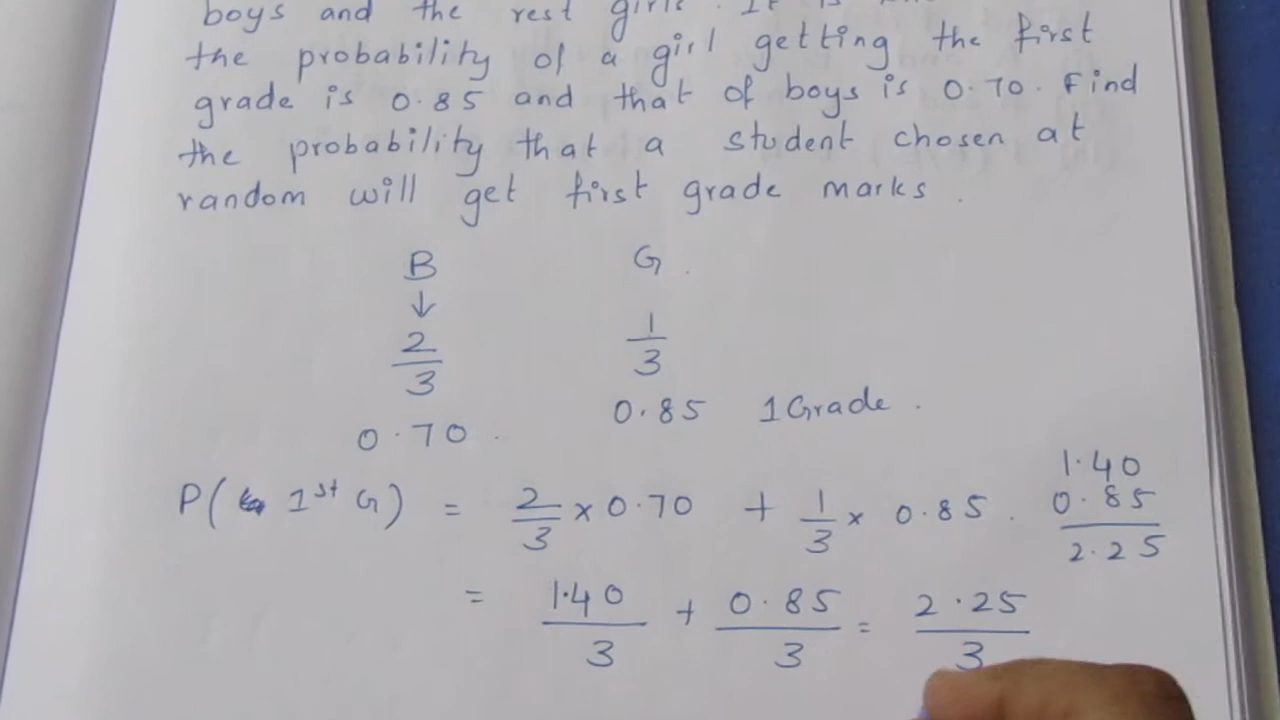 boys and the rest girls. It is
the probability of a girl getting the first
grade is 0.85 and that of boys is 0.70. Find
the probability that a student chosen at
random will get first grade marks.
B G.
↓
2/3 1/3
0.70. 0.85 1 Grade.
P( 1st G) = 2/3 × 0.70 + 1/3 × 0.85.
1.40
0.85
2.25
= 1.40/3 + 0.85/3 = 2.25/3